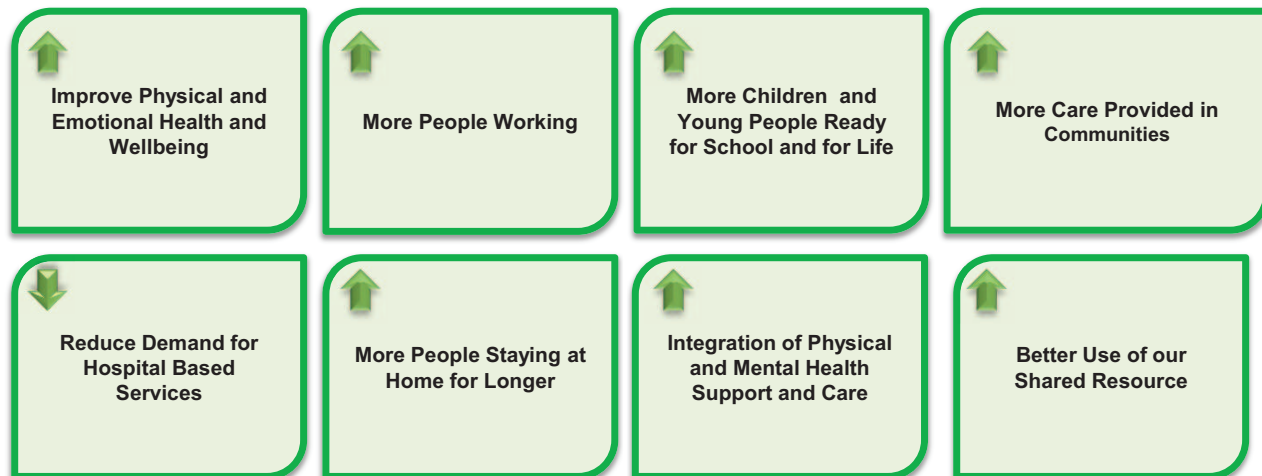 Improve Physical and
Emotional Health and
Wellbeing
More People Working
More Children and
Young People Ready
for School and for Life
More Care Provided in
Communities
Reduce Demand for
Hospital Based
Services
More People Staying at
Home for Longer
Integration of Physical
and Mental Health
Support and Care
Better Use of our
Shared Resource